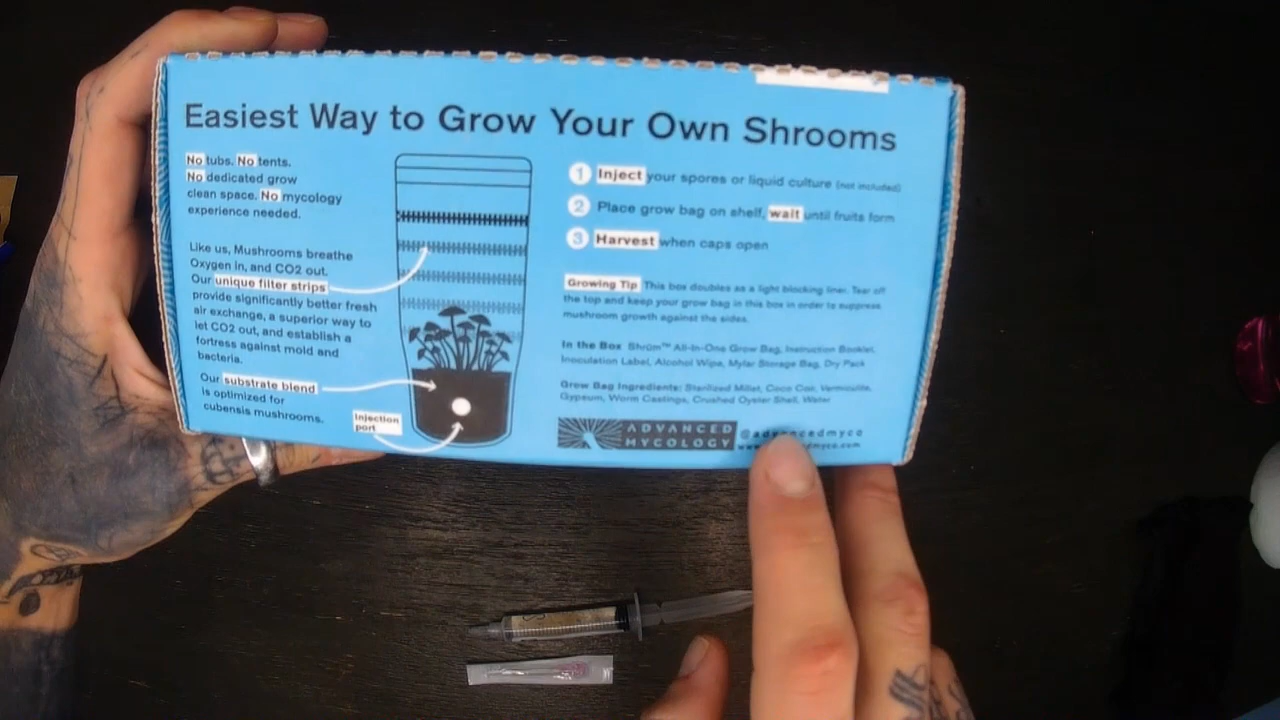 Easiest Way to Grow Your Own Shrooms
No tubs. No tents.
No dedicated grow
clean space. No mycology
experience needed.
Like us, Mushrooms breathe
Oxygen in, and CO2 out.
Our unique filter strips
provide significantly better fresh
air exchange, a superior way to
let CO2 out, and establish a
fortress against mold and
bacteria.
Our substrate blend
is optimized for
cubensis mushrooms.
Injection
port
1 Inject your spores or liquid culture (not included)
2 Place grow bag on shelf, wait until fruits form
3 Harvest when caps open
Growing Tip This box doubles as a light blocking liner. Tear off
the top and keep your grow bag in this box in order to suppress
mushroom growth against the sides.
In the Box Shrüm™ All-In-One Grow Bag, Instruction Booklet,
Inoculation Label, Alcohol Wipe, Mylar Storage Bag, Dry Pack
Grow Bag Ingredients: Sterilized Millet, Coco Coir, Vermiculite,
Gypsum, Worm Castings, Crushed Oyster Shell, Water
ADVANCED
MYCOLOGY
@advancedmyco